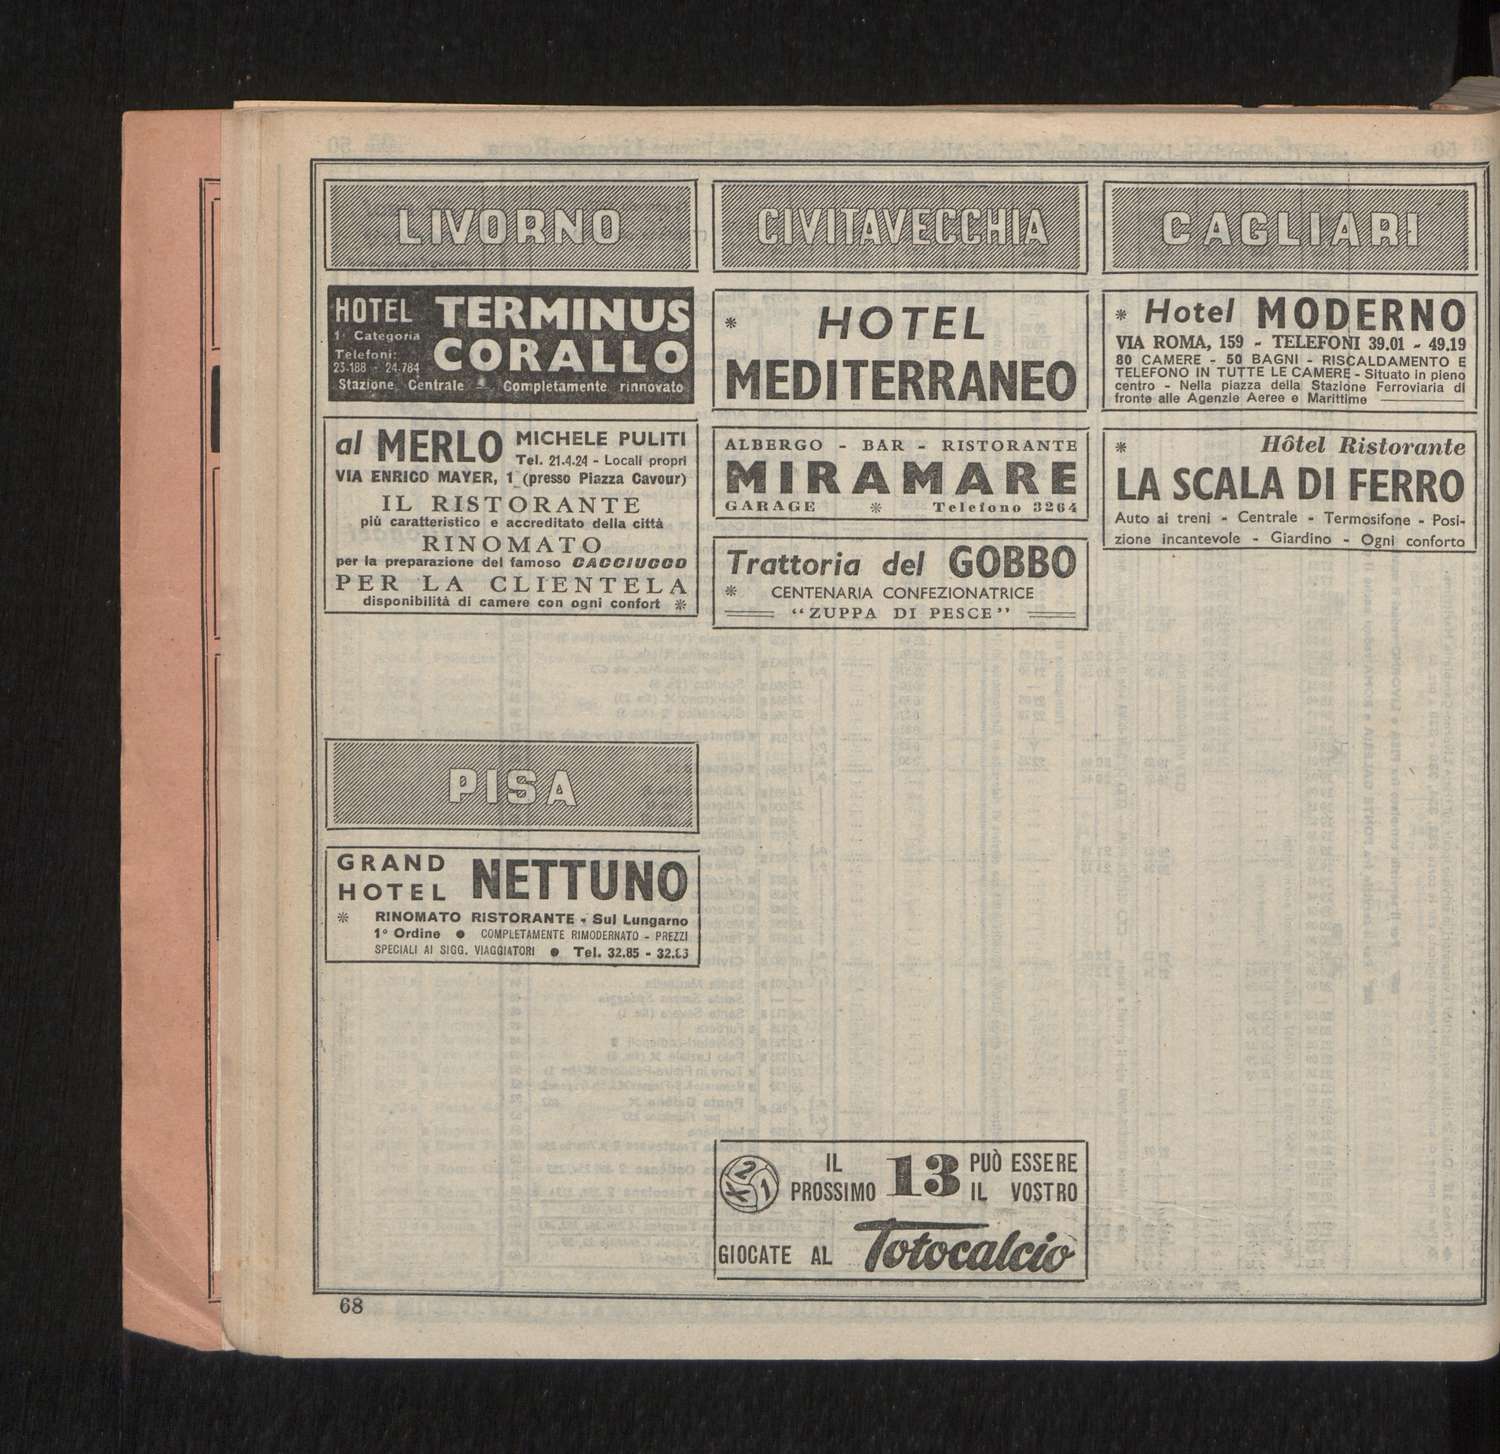 LIVORNO
HOTEL TERMINUS CORALLO
1ª Categoria
Telefoni:
23-188 - 24-784
Stazione Centrale - Completamente rinnovato
al MERLO MICHELE PULITI
Tel. 21.4.24 - Locali propri
VIA ENRICO MAYER, 1 (presso Piazza Cavour)
IL RISTORANTE
più caratteristico e accreditato della città
RINOMATO
per la preparazione del famoso CACCIUCCO
PER LA CLIENTELA
disponibilità di camere con ogni confort ❊
PISA
GRAND HOTEL NETTUNO
❊ RINOMATO RISTORANTE - Sul Lungarno
1° Ordine ● COMPLETAMENTE RIMODERNATO - PREZZI
SPECIALI AI SIGG. VIAGGIATORI ● Tel. 32.85 -
CIVITAVECCHIA
❊ HOTEL
MEDITERRANEO
ALBERGO - BAR - RISTORANTE
MIRAMARE
GARAGE ❊ Telefono 3264
Trattoria del GOBBO
❊ CENTENARIA CONFEZIONATRICE
"ZUPPA DI PESCE"
X 2 1
IL PROSSIMO 13 PUÒ ESSERE IL VOSTRO
GIOCATE AL Totocalcio
CAGLIARI
❊ Hotel MODERNO
VIA ROMA, 159 - TELEFONI 39.01 - 49.19
80 CAMERE - 50 BAGNI - RISCALDAMENTO E
TELEFONO IN TUTTE LE CAMERE - Situato in pieno
centro - Nella piazza della Stazione Ferroviaria di
fronte alle Agenzie Aeree e Marittime
❊ Hôtel Ristorante
LA SCALA DI FERRO
Auto ai treni - Centrale - Termosifone - Posi-
zione incantevole - Giardino - Ogni conforto
68